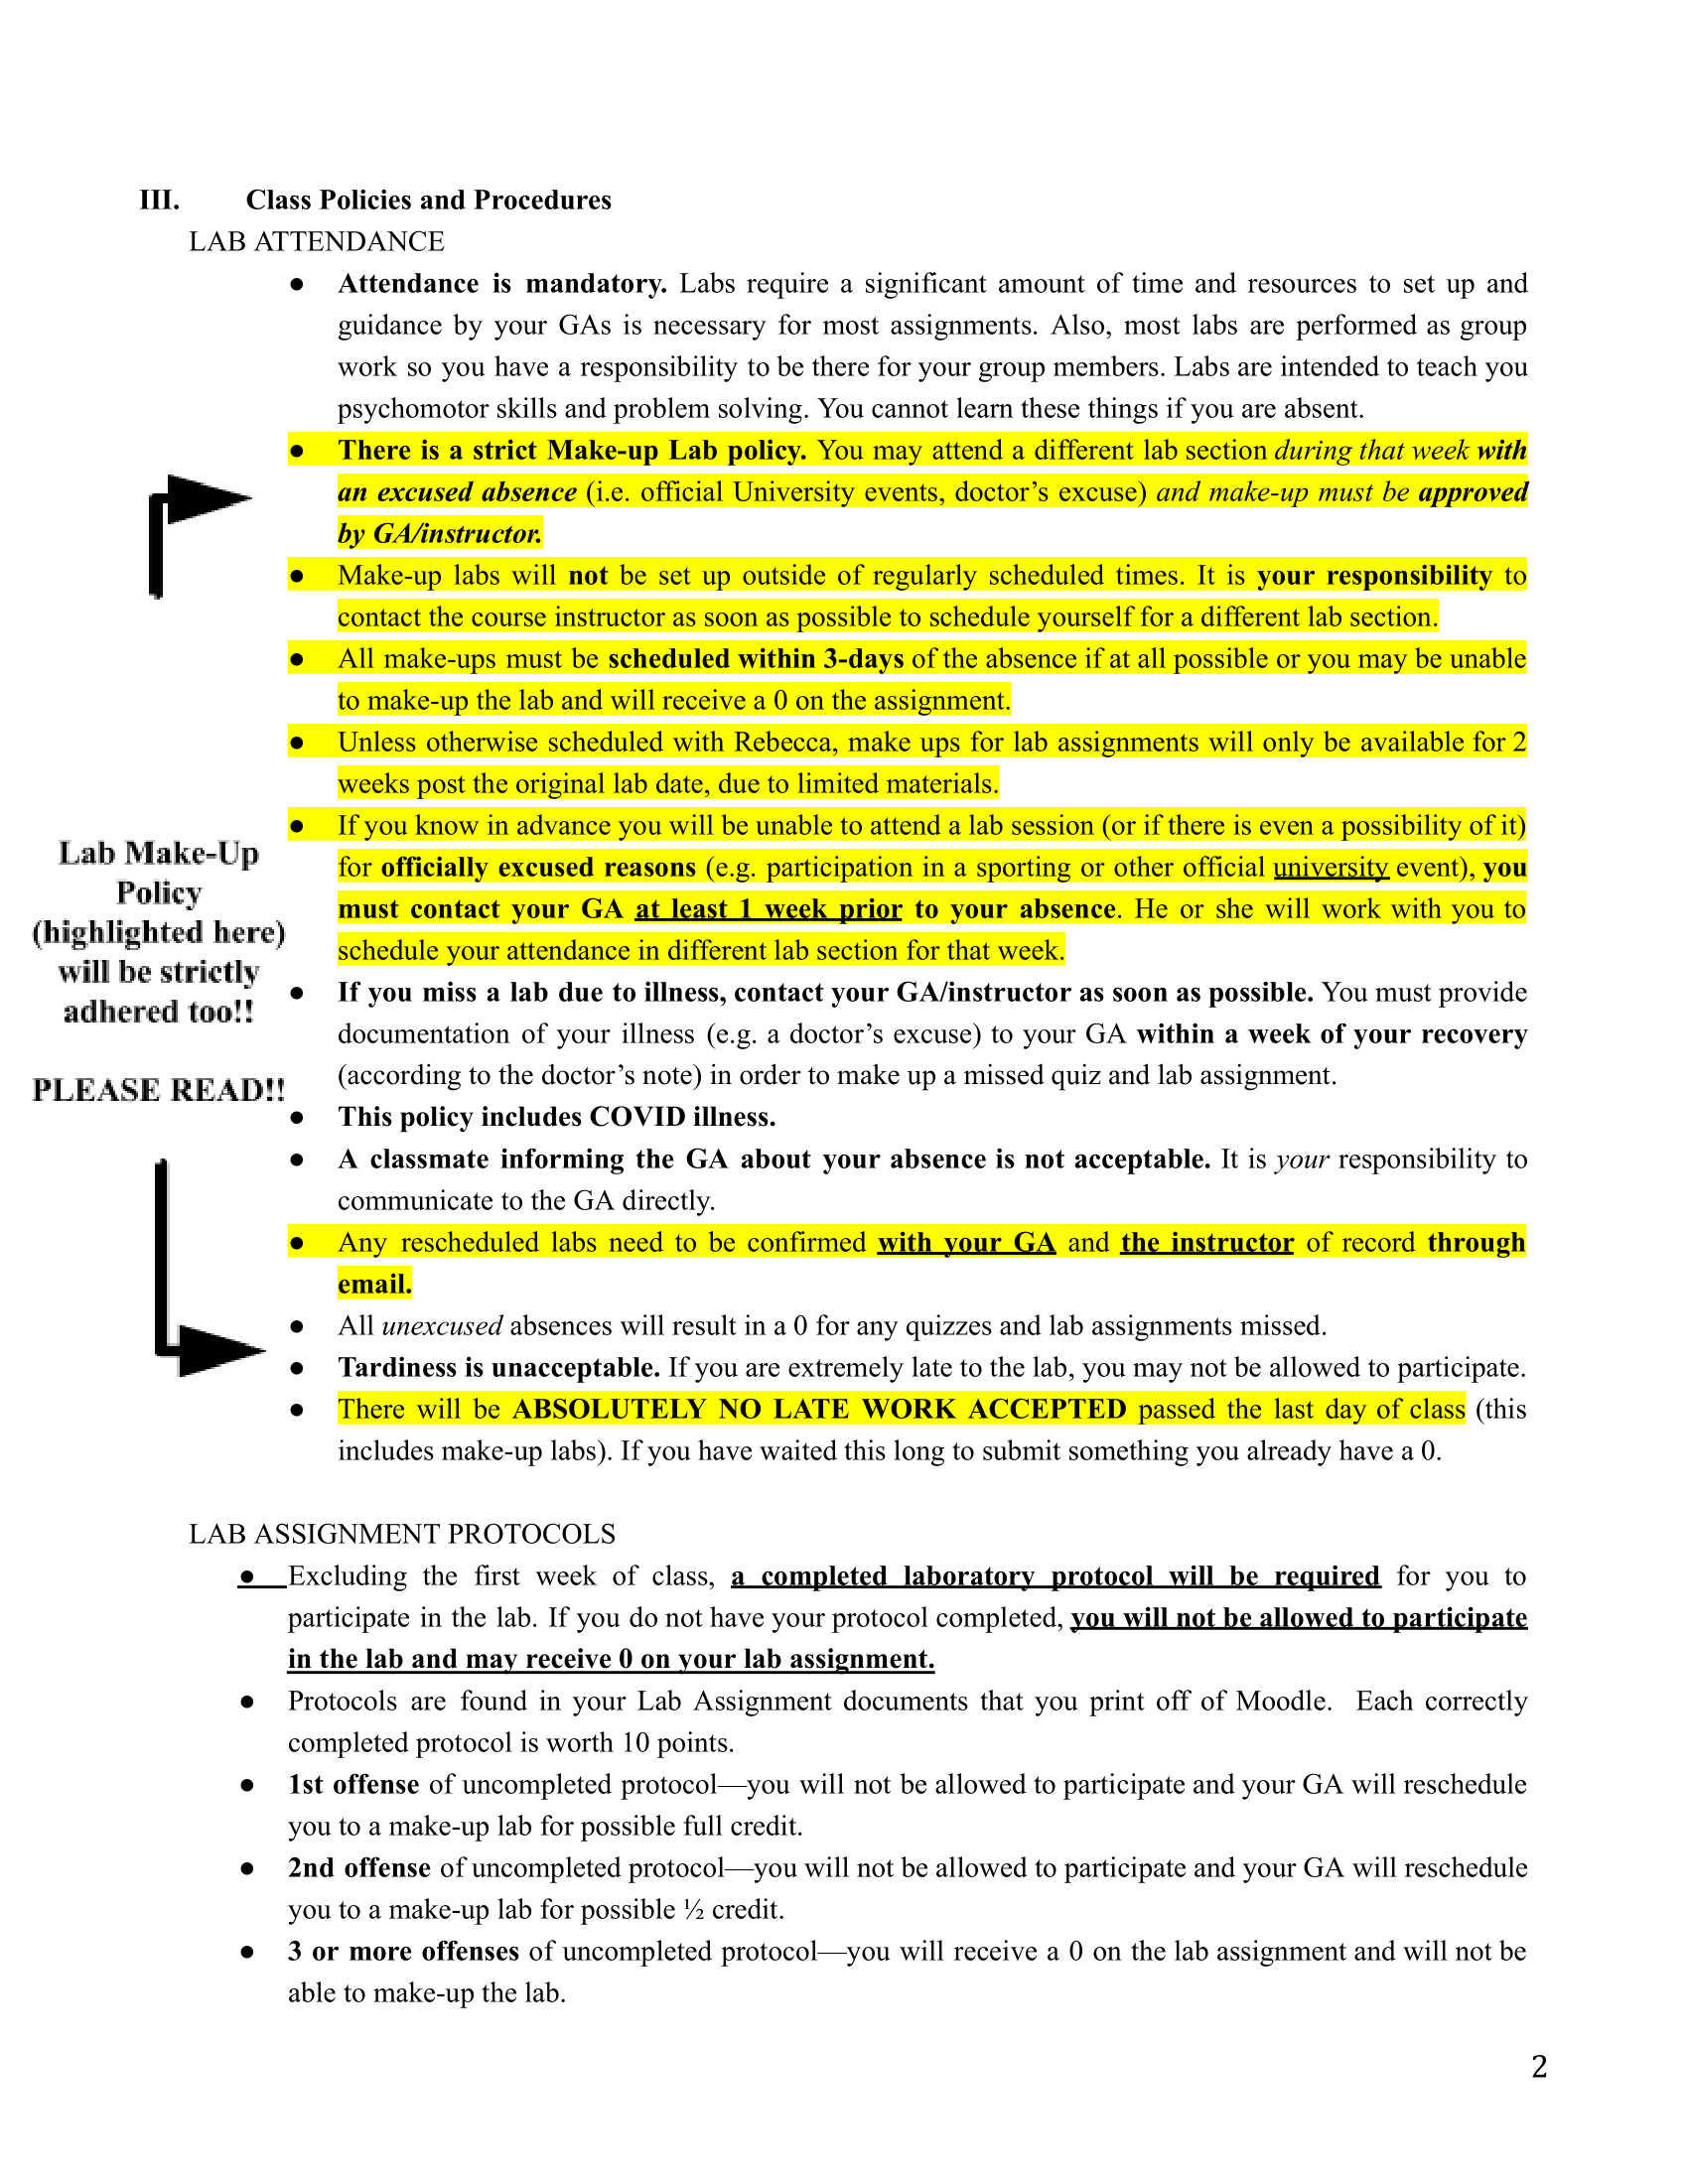 III. Class Policies and Procedures
LAB ATTENDANCE
● Attendance is mandatory. Labs require a significant amount of time and resources to set up and
guidance by your GAs is necessary for most assignments. Also, most labs are performed as group
work so you have a responsibility to be there for your group members. Labs are intended to teach you
psychomotor skills and problem solving. You cannot learn these things if you are absent.
● There is a strict Make-up Lab policy. You may attend a different lab section during that week with
an excused absence (i.e. official University events, doctor’s excuse) and make-up must be approved
by GA/instructor.
● Make-up labs will not be set up outside of regularly scheduled times. It is your responsibility to
contact the course instructor as soon as possible to schedule yourself for a different lab section.
● All make-ups must be scheduled within 3-days of the absence if at all possible or you may be unable
to make-up the lab and will receive a 0 on the assignment.
● Unless otherwise scheduled with Rebecca, make ups for lab assignments will only be available for 2
weeks post the original lab date, due to limited materials.
● If you know in advance you will be unable to attend a lab session (or if there is even a possibility of it)
for officially excused reasons (e.g. participation in a sporting or other official university event), you
must contact your GA at least 1 week prior to your absence. He or she will work with you to
schedule your attendance in different lab section for that week.
Lab Make-Up
Policy
(highlighted here)
will be strictly
adhered too!!
PLEASE READ!!
● If you miss a lab due to illness, contact your GA/instructor as soon as possible. You must provide
documentation of your illness (e.g. a doctor’s excuse) to your GA within a week of your recovery
(according to the doctor’s note) in order to make up a missed quiz and lab assignment.
● This policy includes COVID illness.
● A classmate informing the GA about your absence is not acceptable. It is your responsibility to
communicate to the GA directly.
● Any rescheduled labs need to be confirmed with your GA and the instructor of record through
email.
● All unexcused absences will result in a 0 for any quizzes and lab assignments missed.
● Tardiness is unacceptable. If you are extremely late to the lab, you may not be allowed to participate.
● There will be ABSOLUTELY NO LATE WORK ACCEPTED passed the last day of class (this
includes make-up labs). If you have waited this long to submit something you already have a 0.
LAB ASSIGNMENT PROTOCOLS
● Excluding the first week of class, a completed laboratory protocol will be required for you to
participate in the lab. If you do not have your protocol completed, you will not be allowed to participate
in the lab and may receive 0 on your lab assignment.
● Protocols are found in your Lab Assignment documents that you print off of Moodle. Each correctly
completed protocol is worth 10 points.
● 1st offense of uncompleted protocol—you will not be allowed to participate and your GA will reschedule
you to a make-up lab for possible full credit.
● 2nd offense of uncompleted protocol—you will not be allowed to participate and your GA will reschedule
you to a make-up lab for possible ½ credit.
● 3 or more offenses of uncompleted protocol—you will receive a 0 on the lab assignment and will not be
able to make-up the lab.
2